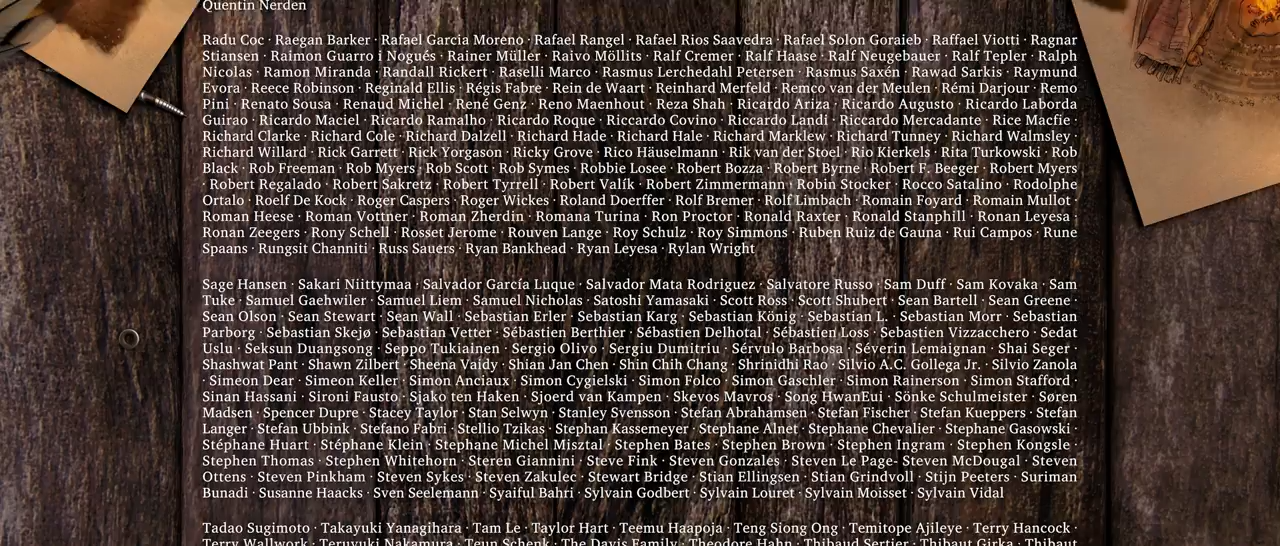 Quentin Nerden
Radu Coc · Raegan Barker · Rafael Garcia Moreno · Rafael Rangel · Rafael Rios Saavedra · Rafael Solon Goraieb · Raffael Viotti · Ragnar
Stiansen · Raimon Guarro i Nogués · Rainer Müller · Raivo Möllits · Ralf Cremer · Ralf Haase · Ralf Neugebauer · Ralf Tepler · Ralph
Nicolas · Ramon Miranda · Randall Rickert · Raselli Marco · Rasmus Lerchedahl Petersen · Rasmus Saxén · Rawad Sarkis · Raymund
Evora · Reece Robinson · Reginald Ellis · Régis Fabre · Rein de Waart · Reinhard Merfeld · Remco van der Meulen · Rémi Darjour · Remo
Pini · Renato Sousa · Renaud Michel · René Genz · Reno Maenhout · Reza Shah · Ricardo Ariza · Ricardo Augusto · Ricardo Laborda
Guirao · Ricardo Maciel · Ricardo Ramalho · Ricardo Roque · Riccardo Covino · Riccardo Landi · Riccardo Mercadante · Rice Macfie ·
Richard Clarke · Richard Cole · Richard Dalzell · Richard Hade · Richard Hale · Richard Marklew · Richard Tunney · Richard Walmsley ·
Richard Willard · Rick Garrett · Rick Yorgason · Ricky Grove · Rico Häuselmann · Rik van der Stoel · Rio Kierkels · Rita Turkowski · Rob
Black · Rob Freeman · Rob Myers · Rob Scott · Rob Symes · Robbie Losee · Robert Bozza · Robert Byrne · Robert F. Beeger · Robert Myers
· Robert Regalado · Robert Sakretz · Robert Tyrrell · Robert Valík · Robert Zimmermann · Robin Stocker · Rocco Satalino · Rodolphe
Ortalo · Roelf De Kock · Roger Caspers · Roger Wickes · Roland Doerffer · Rolf Bremer · Rolf Limbach · Romain Foyard · Romain Mullot ·
Roman Heese · Roman Vottner · Roman Zherdin · Romana Turina · Ron Proctor · Ronald Raxter · Ronald Stanphill · Ronan Leyesa ·
Ronan Zeegers · Rony Schell · Rosset Jerome · Rouven Lange · Roy Schulz · Roy Simmons · Ruben Ruiz de Gauna · Rui Campos · Rune
Spaans · Rungsit Channiti · Russ Sauers · Ryan Bankhead · Ryan Leyesa · Rylan Wright
Sage Hansen · Sakari Niittymaa · Salvador García Luque · Salvador Mata Rodriguez · Salvatore Russo · Sam Duff · Sam Kovaka · Sam
Tuke · Samuel Gaehwiler · Samuel Liem · Samuel Nicholas · Satoshi Yamasaki · Scott Ross · Scott Shubert · Sean Bartell · Sean Greene ·
Sean Olson · Sean Stewart · Sean Wall · Sebastian Erler · Sebastian Karg · Sebastian König · Sebastian L. · Sebastian Morr · Sebastian
Parborg · Sebastian Skejø · Sebastian Vetter · Sébastien Berthier · Sébastien Delhotal · Sébastien Loss · Sebastien Vizzacchero · Sedat
Uslu · Seksun Duangsong · Seppo Tukiainen · Sergio Olivo · Sergiu Dumitriu · Sérvulo Barbosa · Séverin Lemaignan · Shai Seger ·
Shashwat Pant · Shawn Zilbert · Sheena Vaidy · Shian Jan Chen · Shin Chih Chang · Shrinidhi Rao · Silvio A.C. Gollega Jr. · Silvio Zanola
· Simeon Dear · Simeon Keller · Simon Anciaux · Simon Cygielski · Simon Folco · Simon Gaschler · Simon Rainerson · Simon Stafford ·
Sinan Hassani · Sironi Fausto · Sjako ten Haken · Sjoerd van Kampen · Skevos Mavros · Song HwanEui · Sönke Schulmeister · Søren
Madsen · Spencer Dupre · Stacey Taylor · Stan Selwyn · Stanley Svensson · Stefan Abrahamsen · Stefan Fischer · Stefan Kueppers · Stefan
Langer · Stefan Ubbink · Stefano Fabri · Stellio Tzikas · Stephan Kassemeyer · Stephane Alnet · Stephane Chevalier · Stephane Gasowski ·
Stéphane Huart · Stéphane Klein · Stephane Michel Misztal · Stephen Bates · Stephen Brown · Stephen Ingram · Stephen Kongsle ·
Stephen Thomas · Stephen Whitehorn · Steren Giannini · Steve Fink · Steven Gonzales · Steven Le Page- Steven McDougal · Steven
Ottens · Steven Pinkham · Steven Sykes · Steven Zakulec · Stewart Bridge · Stian Ellingsen · Stian Grindvoll · Stijn Peeters · Suriman
Bunadi · Susanne Haacks · Sven Seelemann · Syaiful Bahri · Sylvain Godbert · Sylvain Louret · Sylvain Moisset · Sylvain Vidal
Tadao Sugimoto · Takayuki Yanagihara · Tam Le · Taylor Hart · Teemu Haapoja · Teng Siong Ong · Temitope Ajileye · Terry Hancock ·
Terry Wallwork · Teruyuki Nakamura · Teun Schenk · The Davis Family · Theodore Hahn · Thibaud Sertier · Thibaut Girka · Thibaut